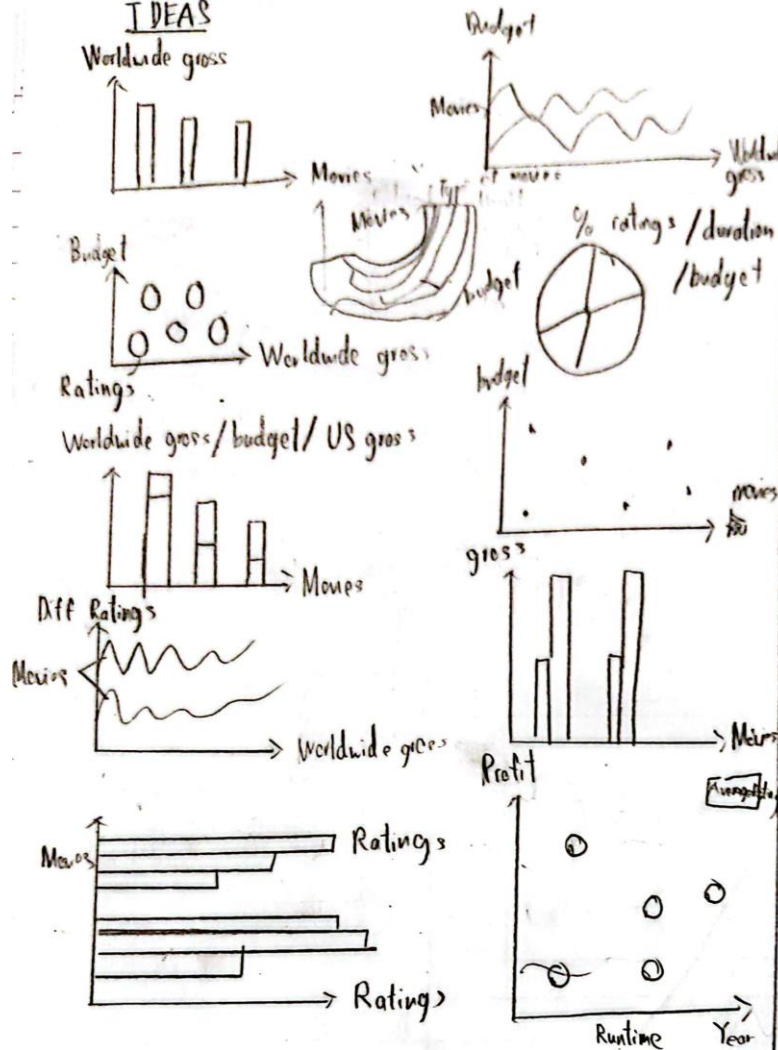 IDEAS
Worldwide gross
Movies
Budget
Movies
gross
Movies
budget
Budget
Worldwide gross
Ratings
% ratings/duration
/budget
Worldwide gross/budget/US gross
Movies
budget
movies
Diff Ratings
Movies
Worldwide gross
gross
Movies
Movies
Ratings
Ratings
Profit
Runtime
Year